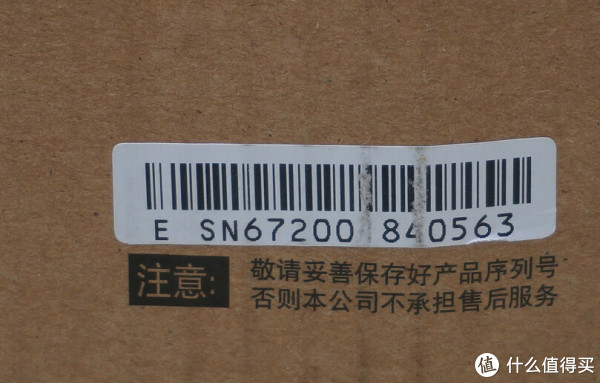 E SN67200 840563
注意:
敬请妥善保存好产品序列号
否则本公司不承担售后服务
值 什么值得买